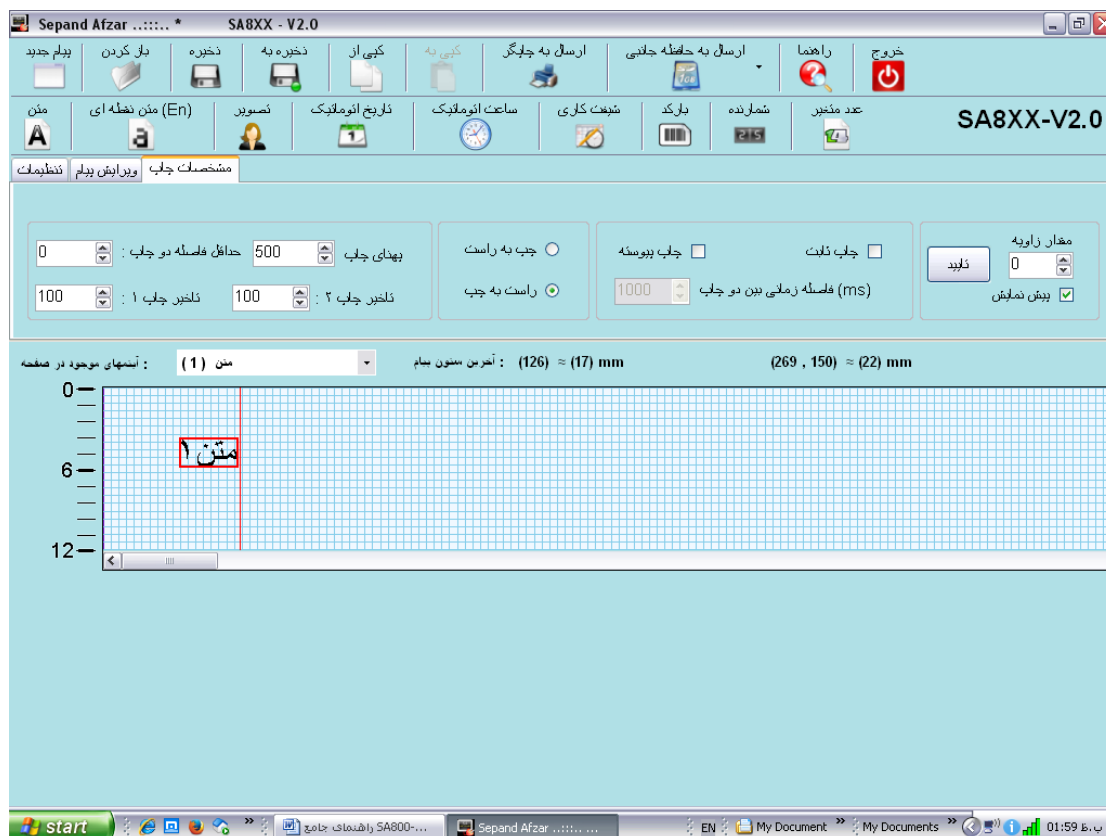 Sepand Afzar ..:::.. * SA8XX - V2.0
پیام جدید باز کردن ذخیره ذخیره به کپی از کپی به ارسال به چاپگر ارسال به حافظه جانبی راهنما خروج
متن متن نقطه ای (En) تصویر تاریخ اتوماتیک ساعت اتوماتیک شیفت کاری بارکد شمارنده عدد متغیر
SA8XX-V2.0
مشخصات چاپ ویرایش پیام تنظیمات
مقدار زاویه
0
تایید
پیش نمایش
چاپ ثابت چاپ پیوسته
فاصله زمانی بین دو چاپ (ms) 1000
چپ به راست
راست به چپ
پهنای چاپ 500 حداقل فاصله دو چاپ : 0
تاخیر چاپ ۲ : 100 تاخیر چاپ ۱ : 100
آیتمهای موجود در صفحه : متن (1) آخرین ستون پیام : (126) ≈ (17) mm (269 , 150) ≈ (22) mm
0
6
12
متن ۱
start راهنمای جامع SA800-... Sepand Afzar ..:::.. ... EN My Document » My Documents » 01:59 ب.ظ